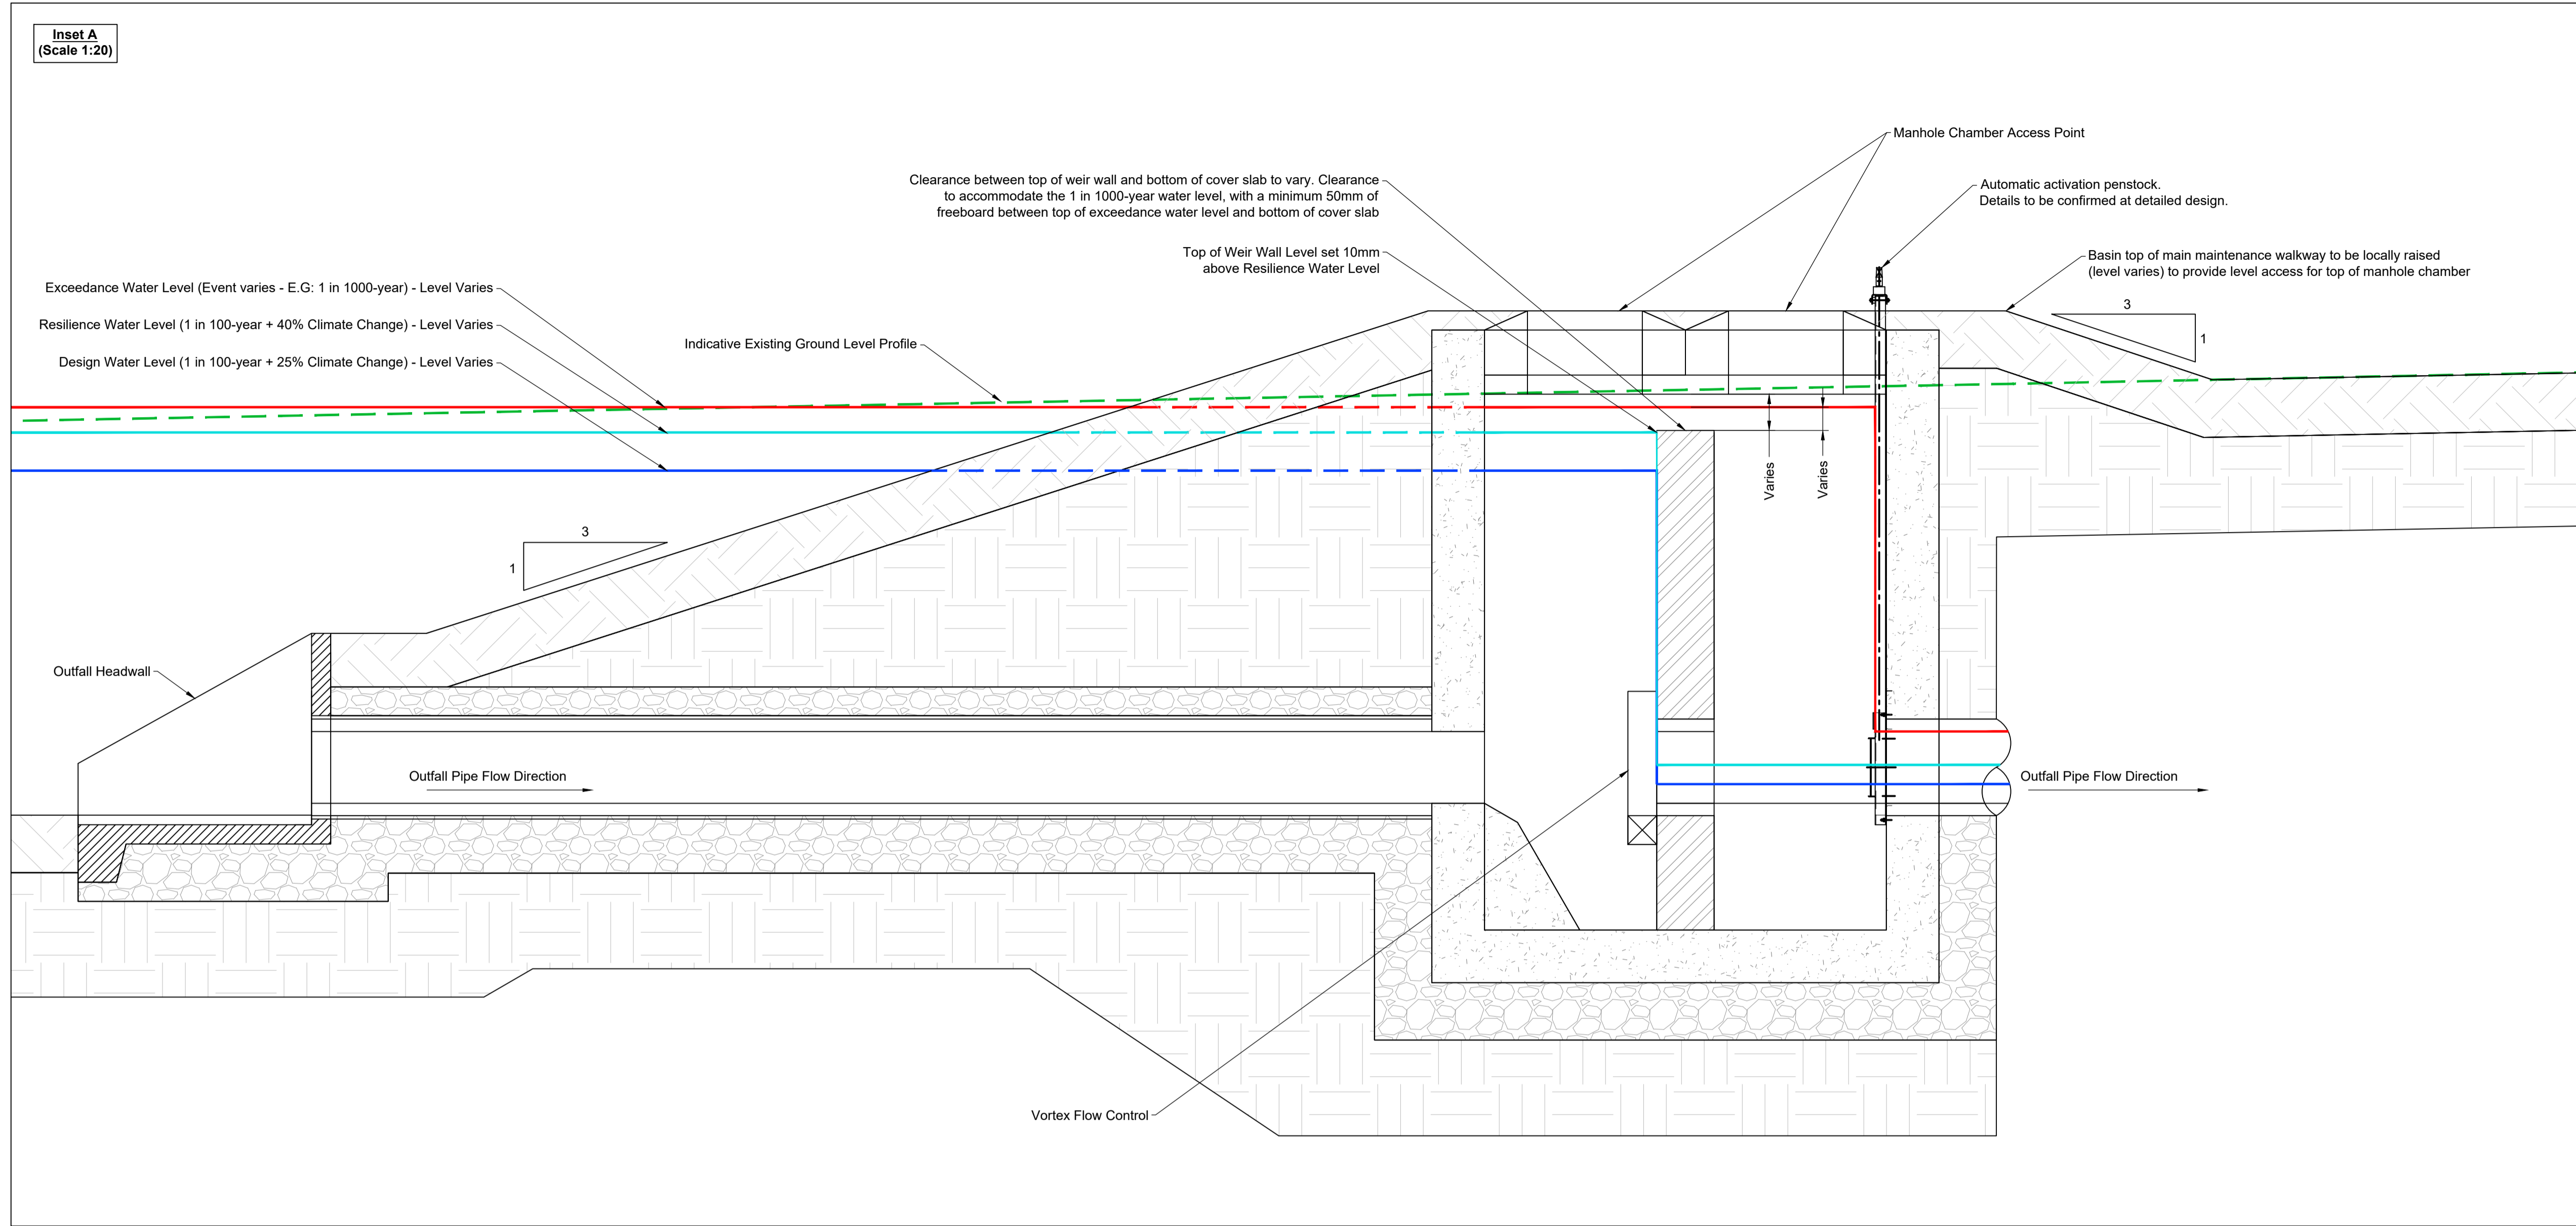 Inset A
(Scale 1:20)
Manhole Chamber Access Point
Clearance between top of weir wall and bottom of cover slab to vary. Clearance
to accommodate the 1 in 1000-year water level, with a minimum 50mm of
freeboard between top of exceedance water level and bottom of cover slab
Automatic activation penstock.
Details to be confirmed at detailed design.
Top of Weir Wall Level set 10mm
above Resilience Water Level
Basin top of main maintenance walkway to be locally raised
(level varies) to provide level access for top of manhole chamber
Exceedance Water Level (Event varies - E.G: 1 in 1000-year) - Level Varies
Resilience Water Level (1 in 100-year + 40% Climate Change) - Level Varies
Design Water Level (1 in 100-year + 25% Climate Change) - Level Varies
Indicative Existing Ground Level Profile
3
1
Varies
Varies
3
1
Outfall Headwall
Outfall Pipe Flow Direction
Outfall Pipe Flow Direction
Vortex Flow Control